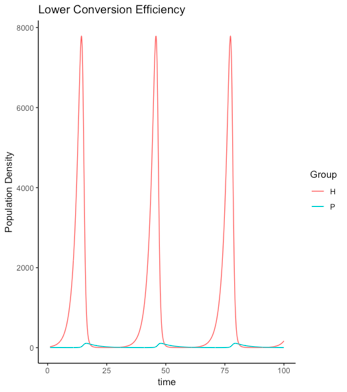 Lower Conversion Efficiency
8000
6000
4000
2000
0
Population Density
0 25 50 75 100
time
Group
H
P